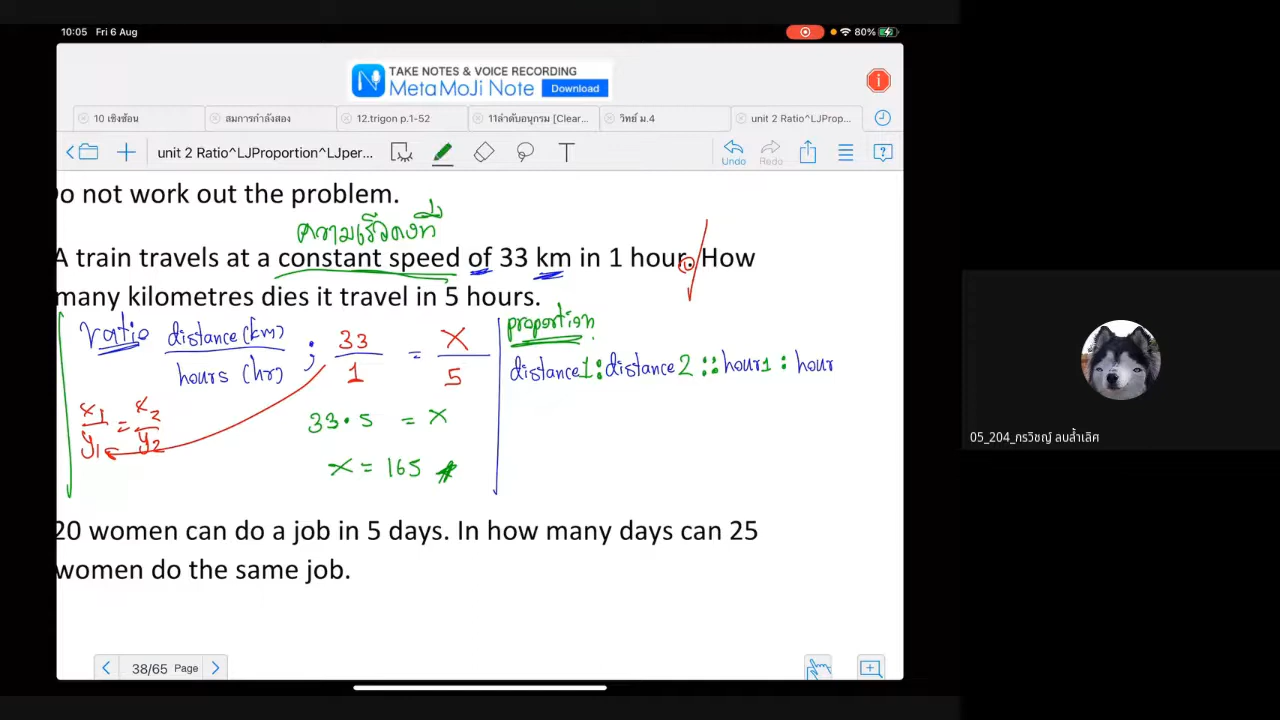 10:05 Fri 6 Aug
80%
TAKE NOTES & VOICE RECORDING
MetaMoJi Note Download
10 เชิงซ้อน
สมการกำลังสอง
12.trigon p.1-52
11ลำดับอนุกรม [Clear...
วิทย์ ม.4
unit 2 Ratio^LJProp...
unit 2 Ratio^LJProportion^LJper...
T
Undo
Redo
Do not work out the problem.
ความเร็วคงที่
A train travels at a constant speed of 33 km in 1 hour. How
many kilometres dies it travel in 5 hours.
ratio distance (km) / hours (hr) ; 33/1 = x/5
proportion
distance1 : distance2 :: hour1 : hour
x1/y1 = x2/y2
33 · 5 = x
x = 165
20 women can do a job in 5 days. In how many days can 25
women do the same job.
38/65 Page
05_204_กรวิชญ์ ลบล้ำเลิศ